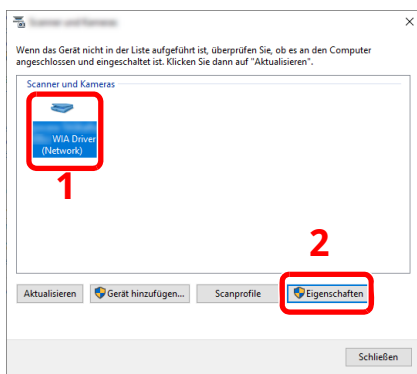 Wenn das Gerät nicht in der Liste aufgeführt ist, überprüfen Sie, ob es an den Computer
angeschlossen und eingeschaltet ist. Klicken Sie dann auf "Aktualisieren".
Scanner und Kameras
WIA Driver
(Network)
1
2
Aktualisieren
Gerät hinzufügen...
Scanprofile
Eigenschaften
Schließen